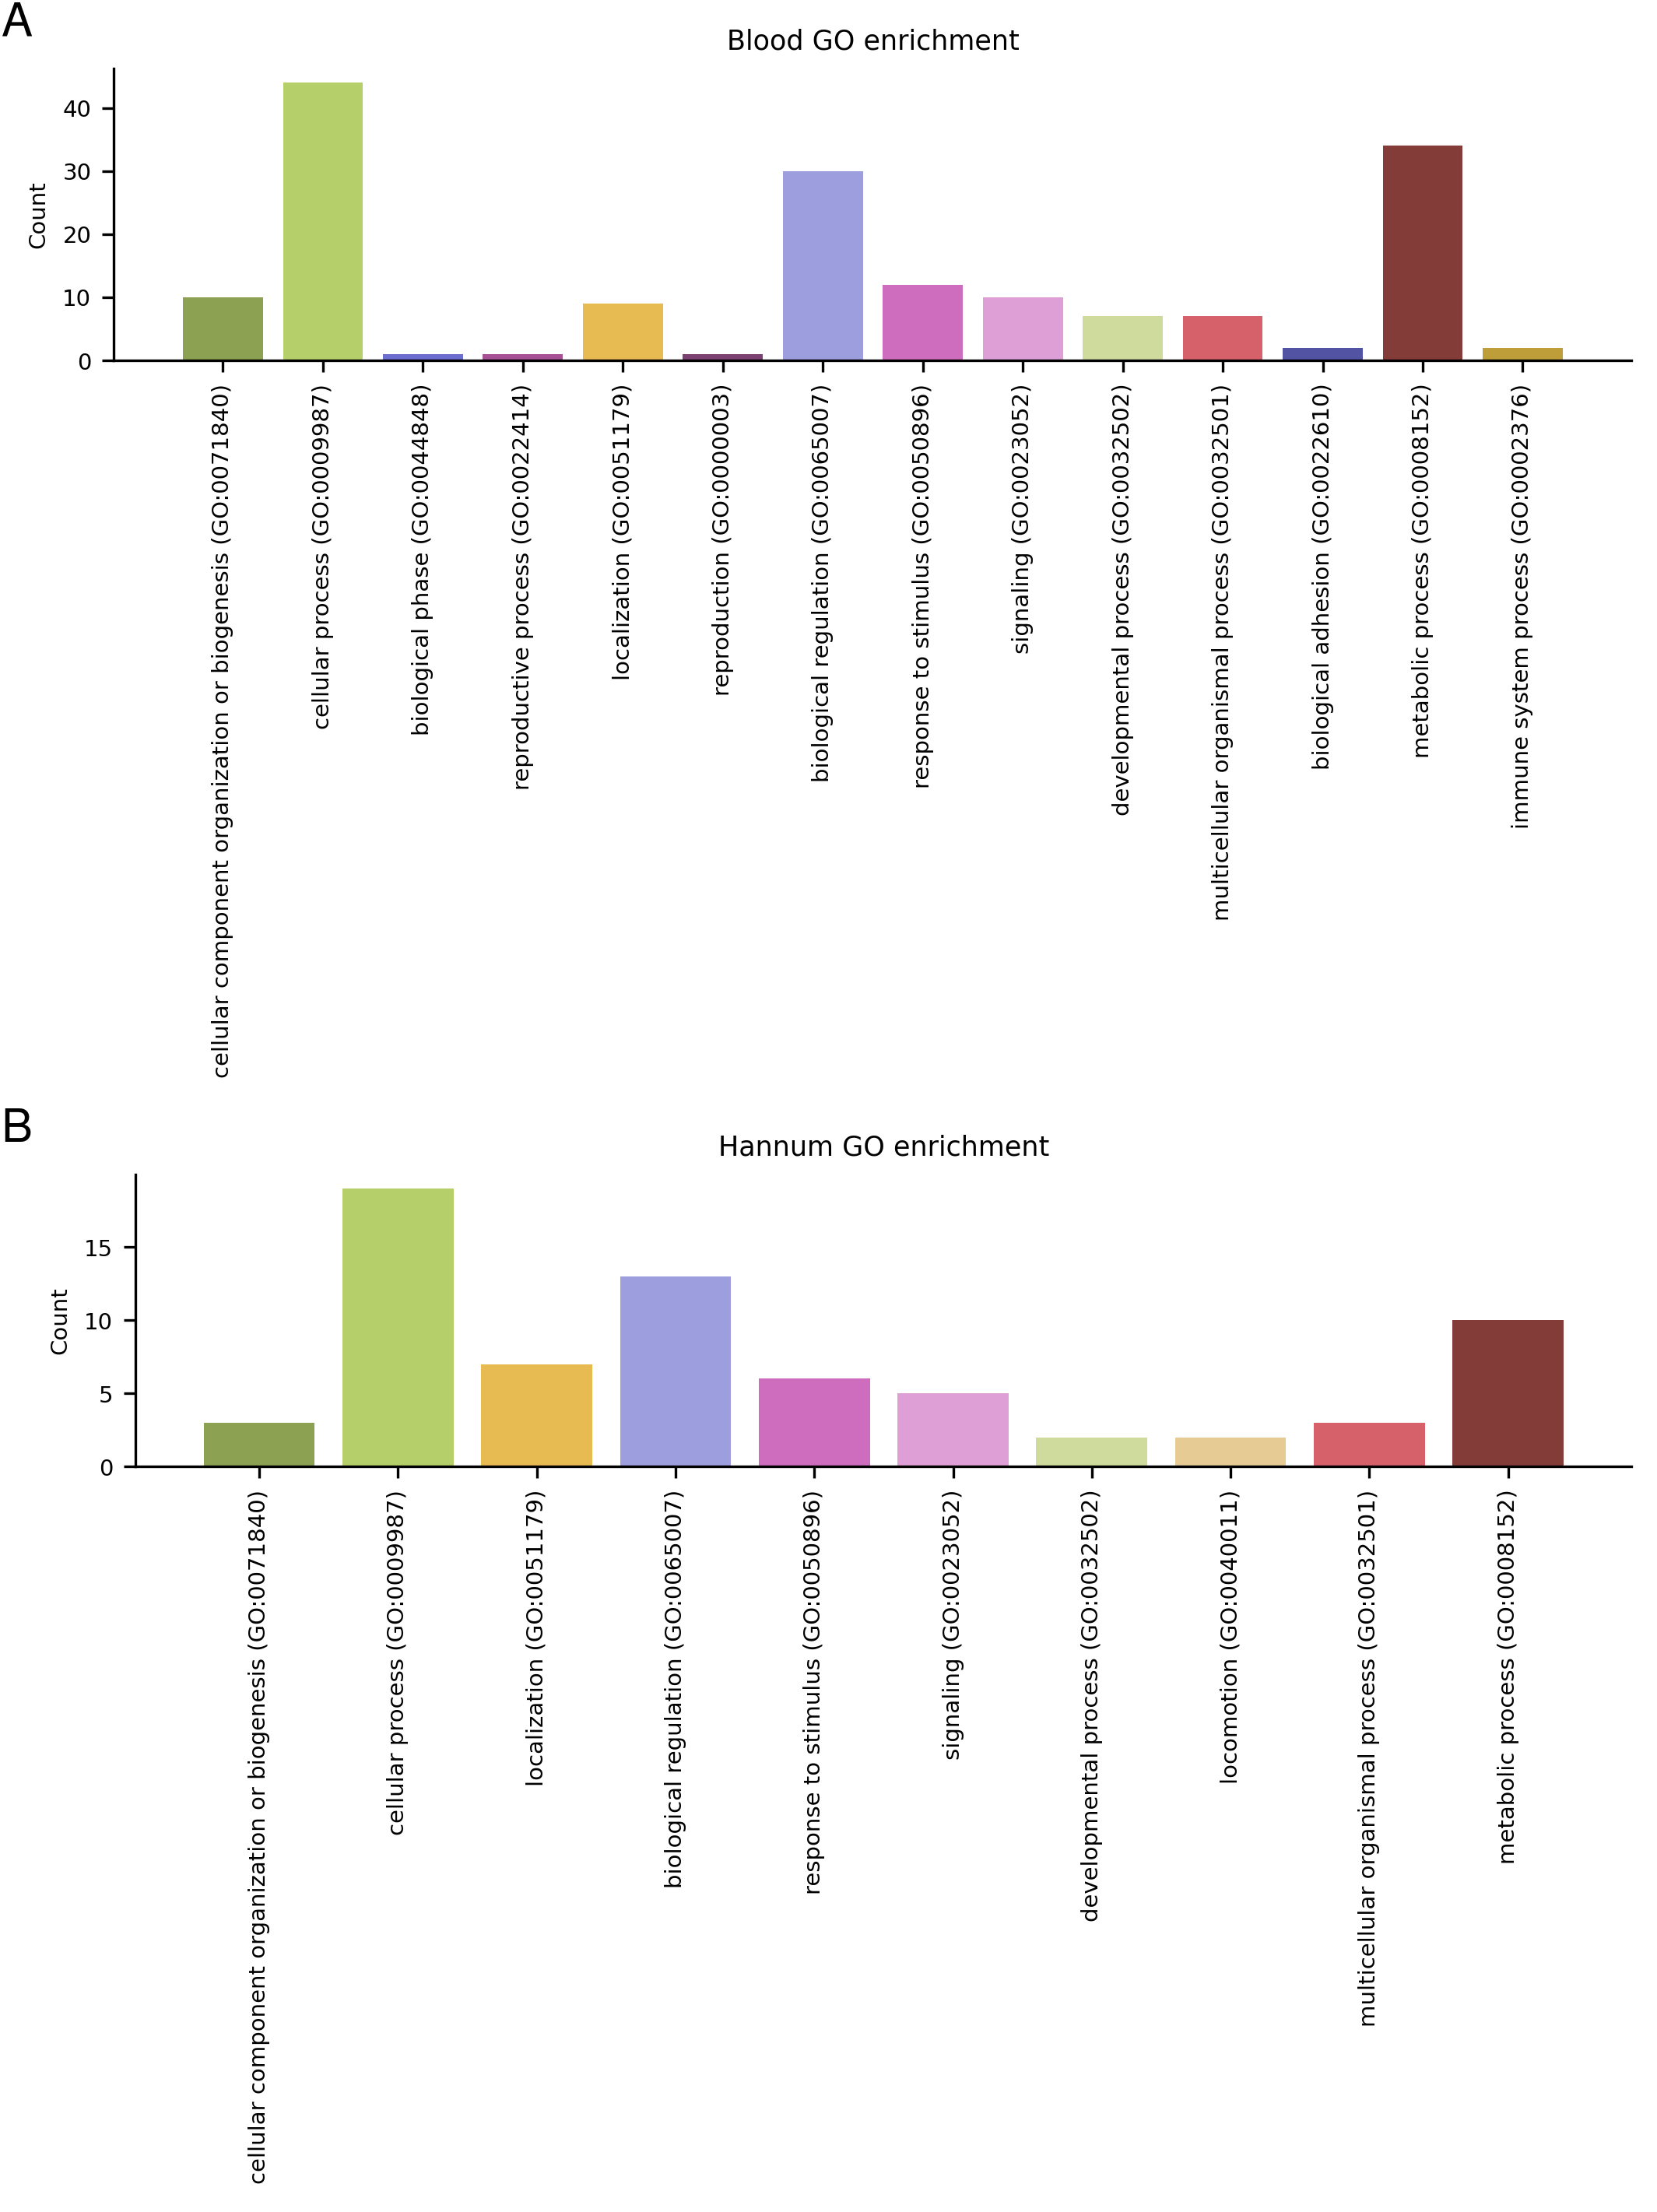 A
Blood GO enrichment
Count
40
30
20
10
0
cellular component organization or biogenesis (GO:0071840)
cellular process (GO:0009987)
biological phase (GO:0044848)
reproductive process (GO:0022414)
localization (GO:0051179)
reproduction (GO:0000003)
biological regulation (GO:0065007)
response to stimulus (GO:0050896)
signaling (GO:0023052)
developmental process (GO:0032502)
multicellular organismal process (GO:0032501)
biological adhesion (GO:0022610)
metabolic process (GO:0008152)
immune system process (GO:0002376)
B
Hannum GO enrichment
Count
15
10
5
0
cellular component organization or biogenesis (GO:0071840)
cellular process (GO:0009987)
localization (GO:0051179)
biological regulation (GO:0065007)
response to stimulus (GO:0050896)
signaling (GO:0023052)
developmental process (GO:0032502)
locomotion (GO:0040011)
multicellular organismal process (GO:0032501)
metabolic process (GO:0008152)